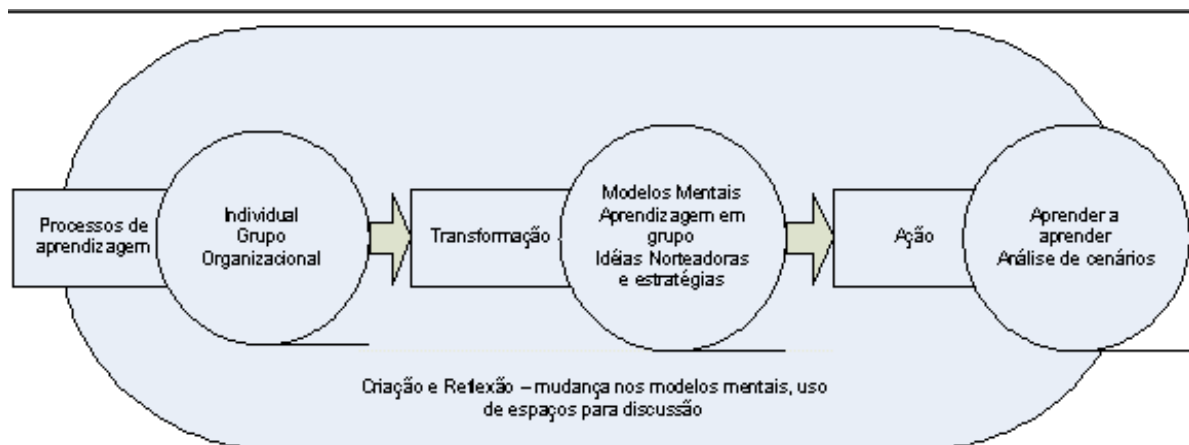 Processos de
aprendizagem
Individual
Grupo
Organizacional
Transformação
Modelos Mentais
Aprendizagem em
grupo
Idéias Norteadoras
e estratégias
Ação
Aprender a
aprender
Análise de cenários
Criação e Reflexão – mudança nos modelos mentais, uso
de espaços para discussão